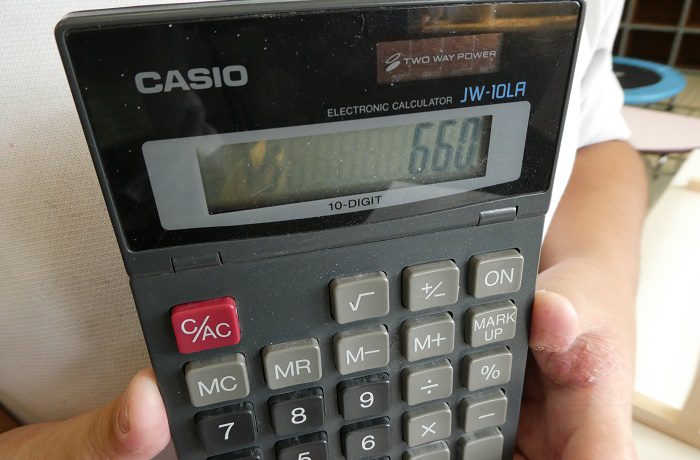 CASIO
TWO WAY POWER
ELECTRONIC CALCULATOR JW-10LA
660.
10-DIGIT
√ +/− ON
C/AC M− M+ MARK UP
MC MR ÷ %
7 8 9 × −
5 6